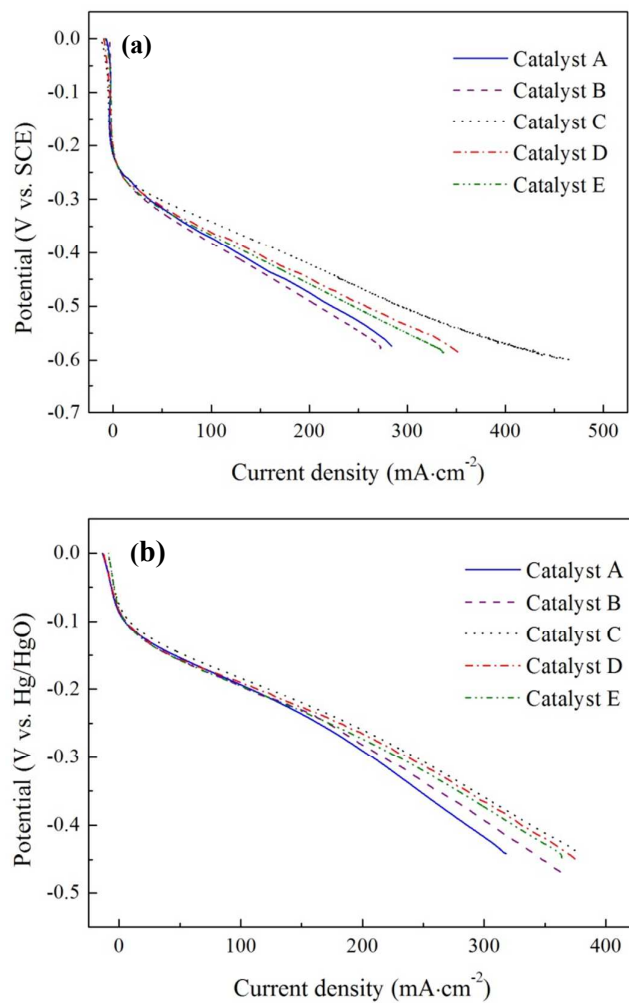 (a)
0.0
-0.1
-0.2
-0.3
-0.4
-0.5
-0.6
-0.7
Potential (V vs. SCE)
Catalyst A
Catalyst B
Catalyst C
Catalyst D
Catalyst E
0 100 200 300 400 500
Current density (mA·cm⁻²)
(b)
0.0
-0.1
-0.2
-0.3
-0.4
-0.5
Potential (V vs. Hg/HgO)
Catalyst A
Catalyst B
Catalyst C
Catalyst D
Catalyst E
0 100 200 300 400
Current density (mA·cm⁻²)